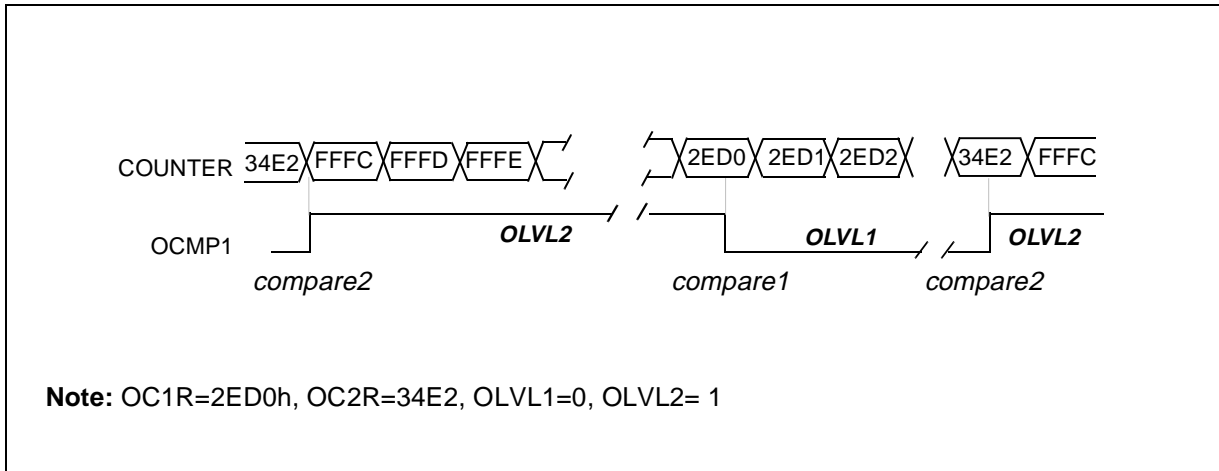 COUNTER 34E2 FFFC FFFD FFFE 2ED0 2ED1 2ED2 34E2 FFFC
OCMP1 OLVL2 OLVL1 OLVL2
compare2 compare1 compare2
Note: OC1R=2ED0h, OC2R=34E2, OLVL1=0, OLVL2= 1